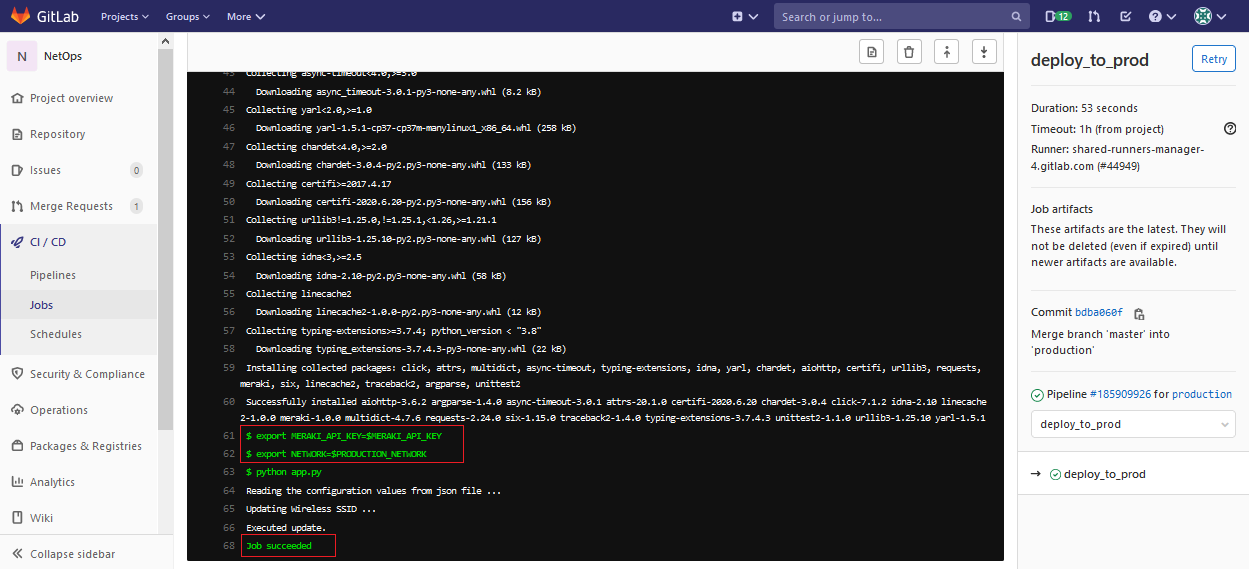 GitLab Projects Groups More Search or jump to... 12
N NetOps
Project overview
Repository
Issues 0
Merge Requests 1
CI / CD
Pipelines
Jobs
Schedules
Security & Compliance
Operations
Packages & Registries
Analytics
Wiki
Collapse sidebar
43 Collecting async-timeout<4.0,>=3.0
44 Downloading async_timeout-3.0.1-py3-none-any.whl (8.2 kB)
45 Collecting yarl<2.0,>=1.0
46 Downloading yarl-1.5.1-cp37-cp37m-manylinux1_x86_64.whl (258 kB)
47 Collecting chardet<4.0,>=2.0
48 Downloading chardet-3.0.4-py2.py3-none-any.whl (133 kB)
49 Collecting certifi>=2017.4.17
50 Downloading certifi-2020.6.20-py2.py3-none-any.whl (156 kB)
51 Collecting urllib3!=1.25.0,!=1.25.1,<1.26,>=1.21.1
52 Downloading urllib3-1.25.10-py2.py3-none-any.whl (127 kB)
53 Collecting idna<3,>=2.5
54 Downloading idna-2.10-py2.py3-none-any.whl (58 kB)
55 Collecting linecache2
56 Downloading linecache2-1.0.0-py2.py3-none-any.whl (12 kB)
57 Collecting typing-extensions>=3.7.4; python_version < "3.8"
58 Downloading typing_extensions-3.7.4.3-py3-none-any.whl (22 kB)
59 Installing collected packages: click, attrs, multidict, async-timeout, typing-extensions, idna, yarl, chardet, aiohttp, certifi, urllib3, requests,
meraki, six, linecache2, traceback2, argparse, unittest2
60 Successfully installed aiohttp-3.6.2 argparse-1.4.0 async-timeout-3.0.1 attrs-20.1.0 certifi-2020.6.20 chardet-3.0.4 click-7.1.2 idna-2.10 linecache
2-1.0.0 meraki-1.0.0 multidict-4.7.6 requests-2.24.0 six-1.15.0 traceback2-1.4.0 typing-extensions-3.7.4.3 unittest2-1.1.0 urllib3-1.25.10 yarl-1.5.1
61 $ export MERAKI_API_KEY=$MERAKI_API_KEY
62 $ export NETWORK=$PRODUCTION_NETWORK
63 $ python app.py
64 Reading the configuration values from json file ...
65 Updating Wireless SSID ...
66 Executed update.
68 Job succeeded
deploy_to_prod Retry
Duration: 53 seconds
Timeout: 1h (from project)
Runner: shared-runners-manager-
4.gitlab.com (#44949)
Job artifacts
These artifacts are the latest. They will
not be deleted (even if expired) until
newer artifacts are available.
Commit bdba060f
Merge branch 'master' into
'production'
Pipeline #185909926 for production
deploy_to_prod
→ deploy_to_prod